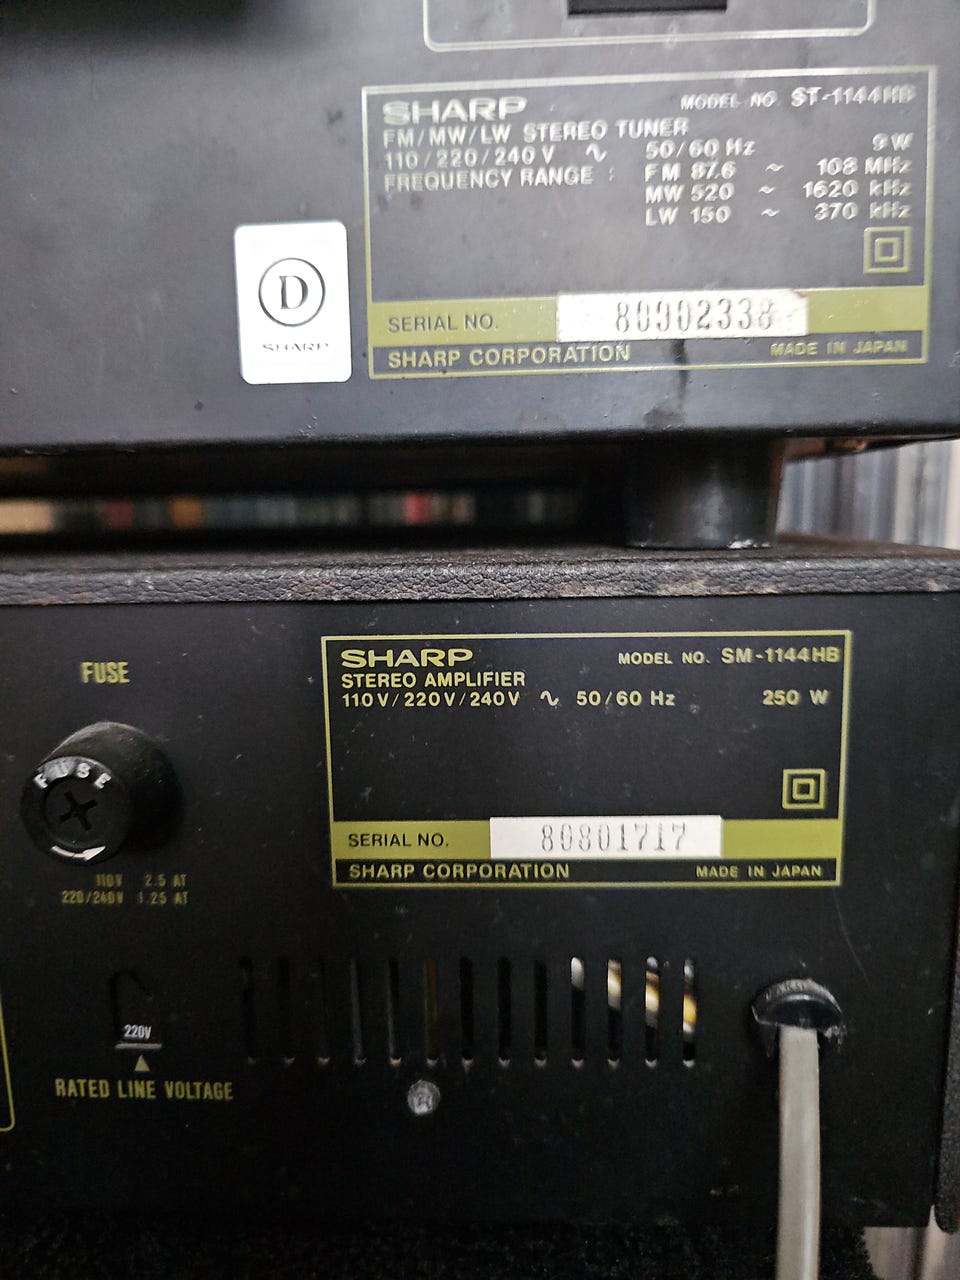 SHARP MODEL NO. ST-1144HB
FM/MW/LW STEREO TUNER
110/220/240 V ∿ 50/60 Hz 9 W
FREQUENCY RANGE : FM 87.6 ~ 108 MHz
MW 520 ~ 1620 kHz
LW 150 ~ 370 kHz
D
SHARP
SERIAL NO. 80902338
SHARP CORPORATION MADE IN JAPAN
FUSE
SHARP MODEL NO. SM-1144HB
STEREO AMPLIFIER
110V/220V/240V ∿ 50/60 Hz 250 W
FUSE
SERIAL NO. 80801717
SHARP CORPORATION MADE IN JAPAN
110V 2.5 AT
220/240V 1.25 AT
220V
RATED LINE VOLTAGE